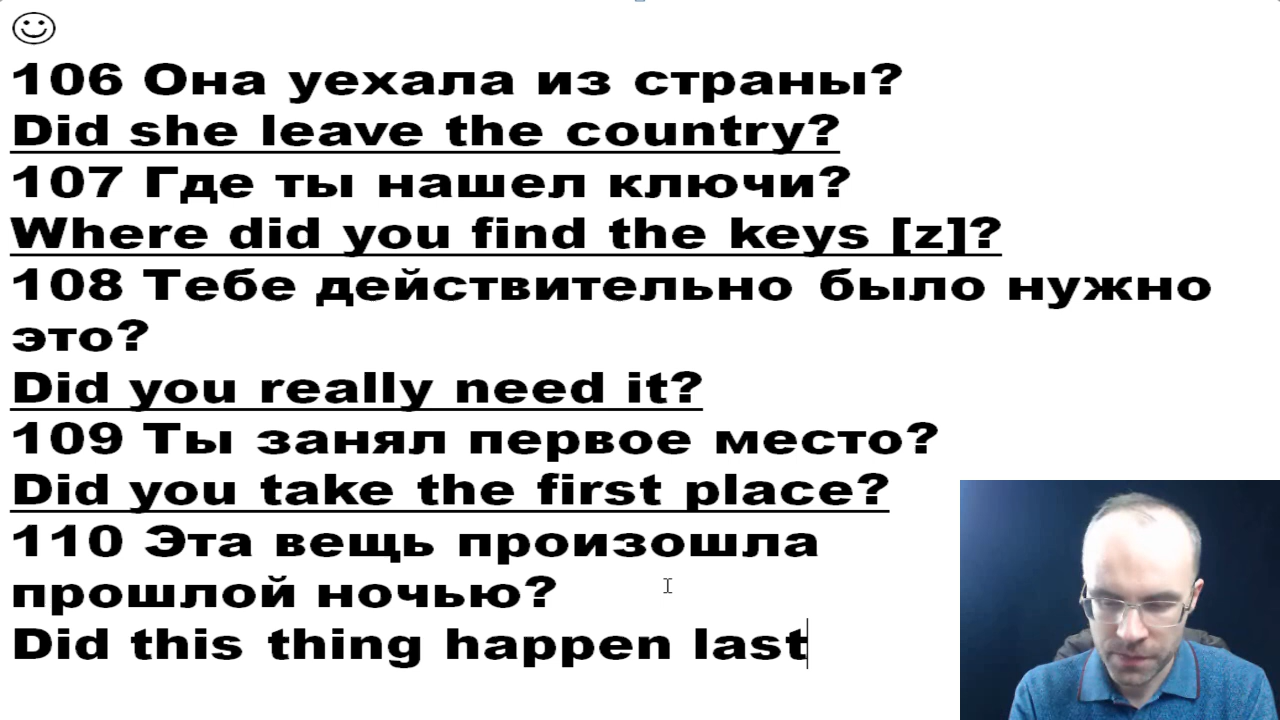 ☺
106 Она уехала из страны?
Did she leave the country?
107 Где ты нашел ключи?
Where did you find the keys [z]?
108 Тебе действительно было нужно
это?
Did you really need it?
109 Ты занял первое место?
Did you take the first place?
110 Эта вещь произошла
прошлой ночью?
Did this thing happen last